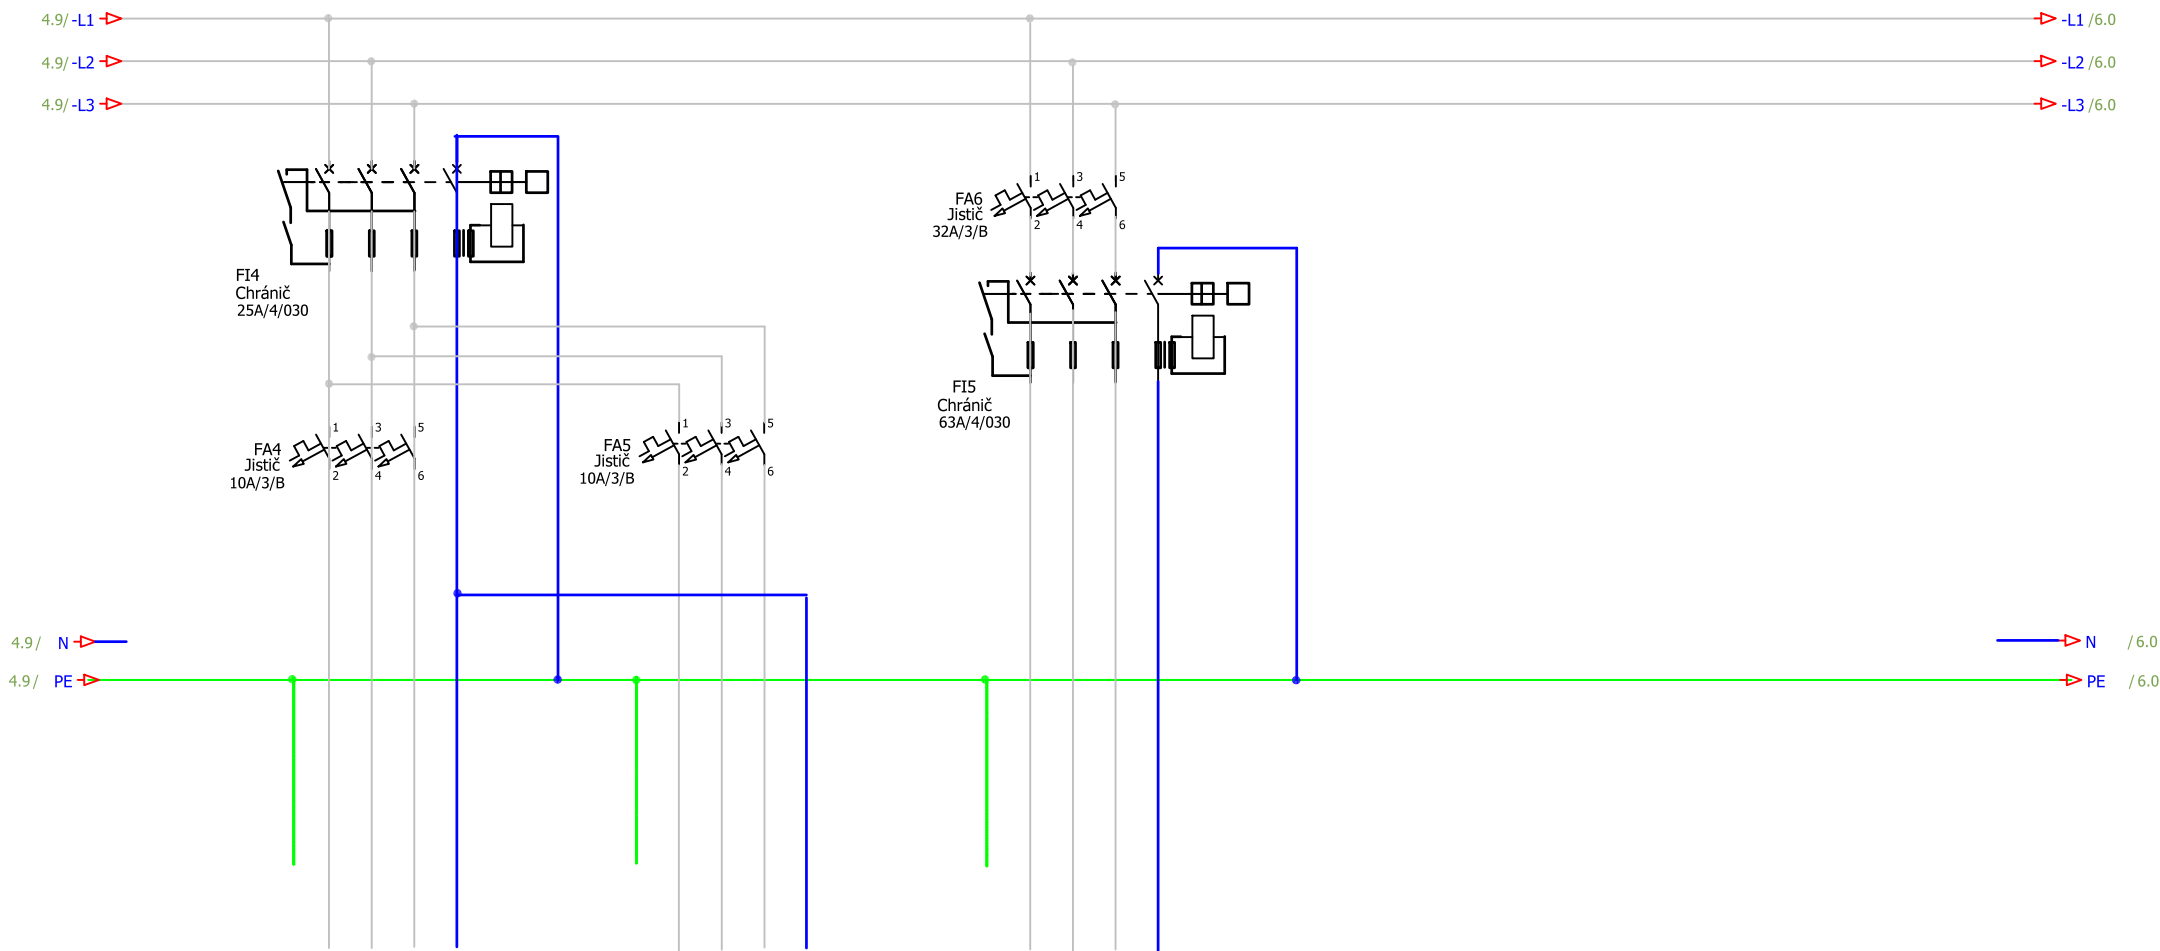 4.9/ -L1
-L1 /6.0
4.9/ -L2
-L2 /6.0
4.9/ -L3
-L3 /6.0
FI4
Chránič
25A/4/030
FA6
Jistič
32A/3/B
1 3 5
2 4 6
FI5
Chránič
63A/4/030
FA4
Jistič
10A/3/B
1 3 5
2 4 6
FA5
Jistič
10A/3/B
1 3 5
2 4 6
4.9/ N
N /6.0
4.9/ PE
PE /6.0